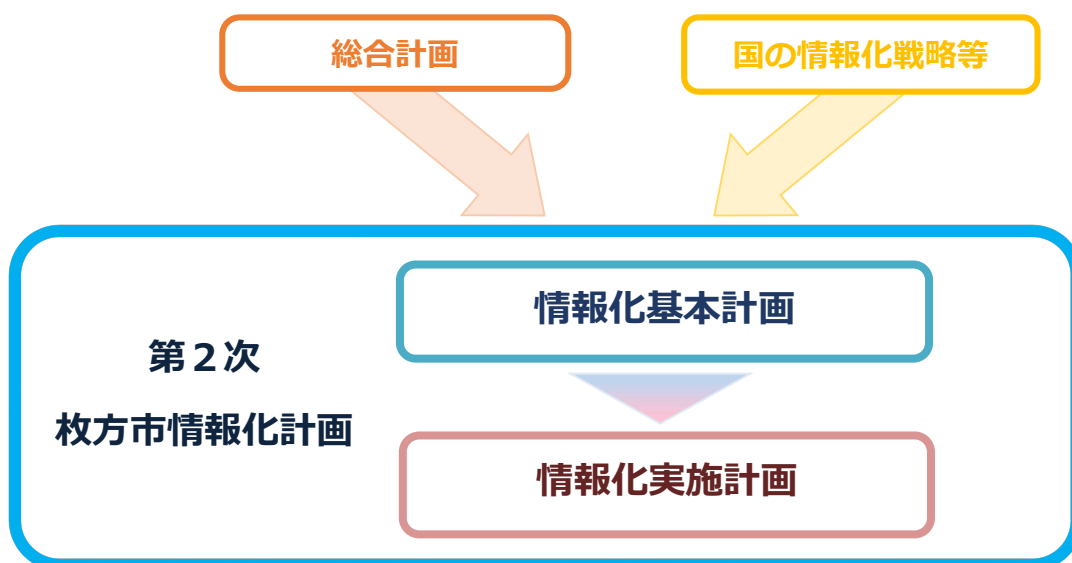 総合計画
国の情報化戦略等
情報化基本計画
第２次
枚方市情報化計画
情報化実施計画